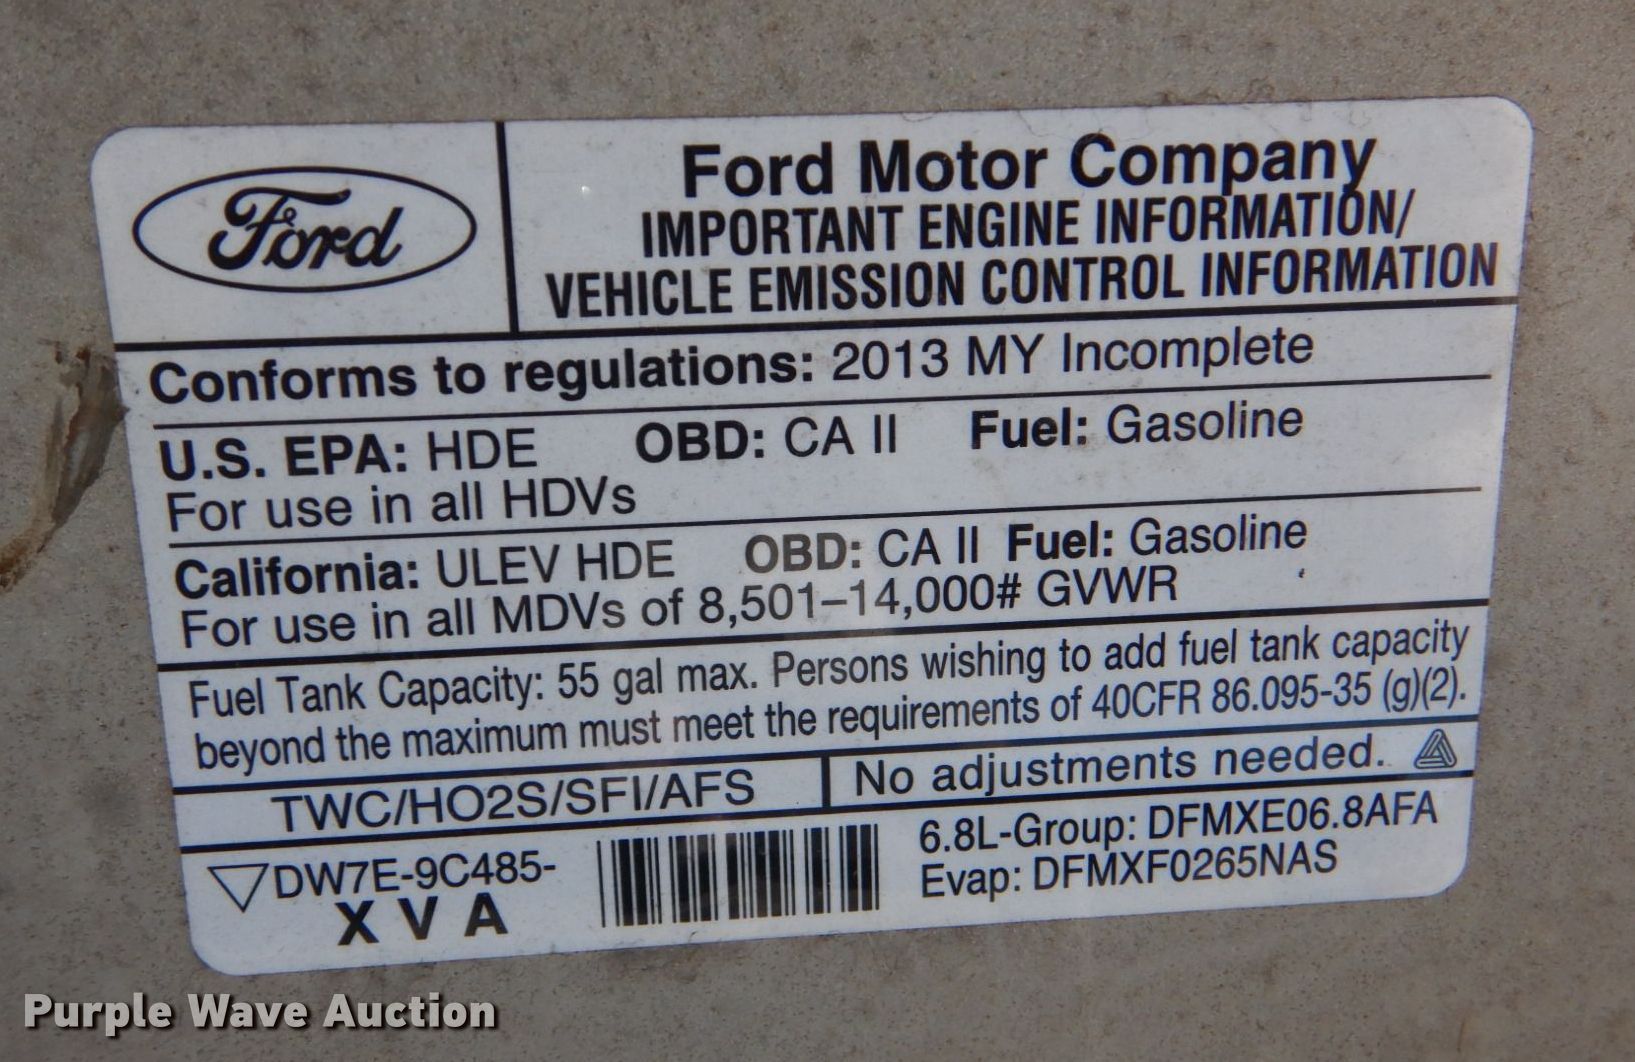 Ford
Ford Motor Company
IMPORTANT ENGINE INFORMATION/
VEHICLE EMISSION CONTROL INFORMATION
Conforms to regulations: 2013 MY Incomplete
U.S. EPA: HDE OBD: CA II Fuel: Gasoline
For use in all HDVs
California: ULEV HDE OBD: CA II Fuel: Gasoline
For use in all MDVs of 8,501–14,000# GVWR
Fuel Tank Capacity: 55 gal max. Persons wishing to add fuel tank capacity
beyond the maximum must meet the requirements of 40CFR 86.095-35 (g)(2).
TWC/HO2S/SFI/AFS
No adjustments needed.
DW7E-9C485-
X V A
6.8L-Group: DFMXE06.8AFA
Evap: DFMXF0265NAS
Purple Wave Auction